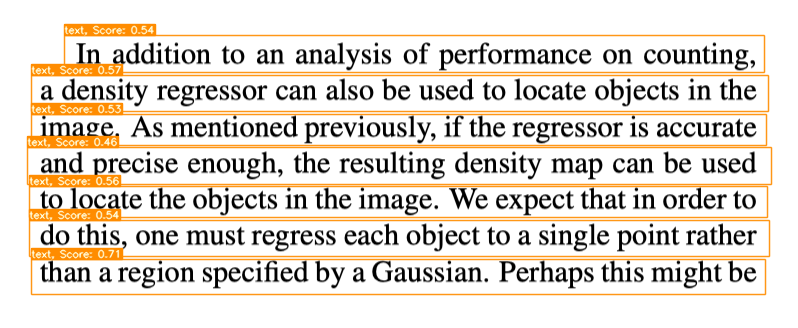 text, Score: 0.54
In addition to an analysis of performance on counting,
text, Score: 0.57
a density regressor can also be used to locate objects in the
text, Score: 0.53
image. As mentioned previously, if the regressor is accurate
text, Score: 0.46
and precise enough, the resulting density map can be used
text, Score: 0.56
to locate the objects in the image. We expect that in order to
text, Score: 0.54
do this, one must regress each object to a single point rather
text, Score: 0.71
than a region specified by a Gaussian. Perhaps this might be